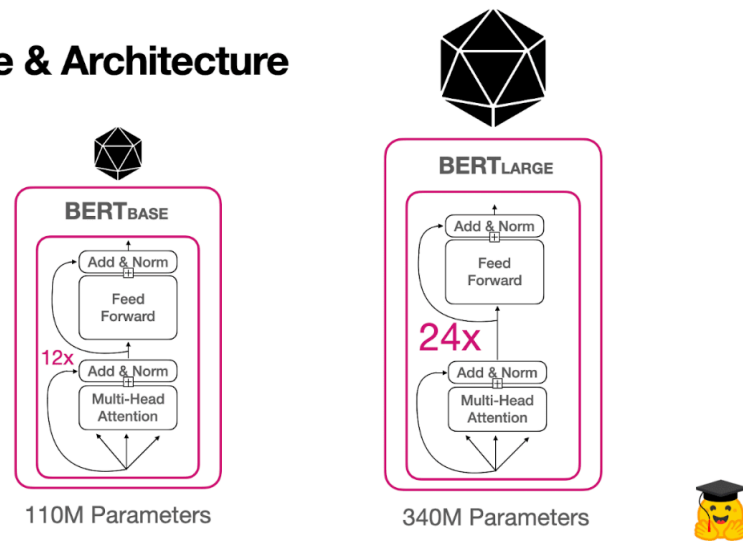 e & Architecture
BERTBASE
Add & Norm
Feed
Forward
12x
Add & Norm
Multi-Head
Attention
110M Parameters
BERTLARGE
Add & Norm
Feed
Forward
24x
Add & Norm
Multi-Head
Attention
340M Parameters